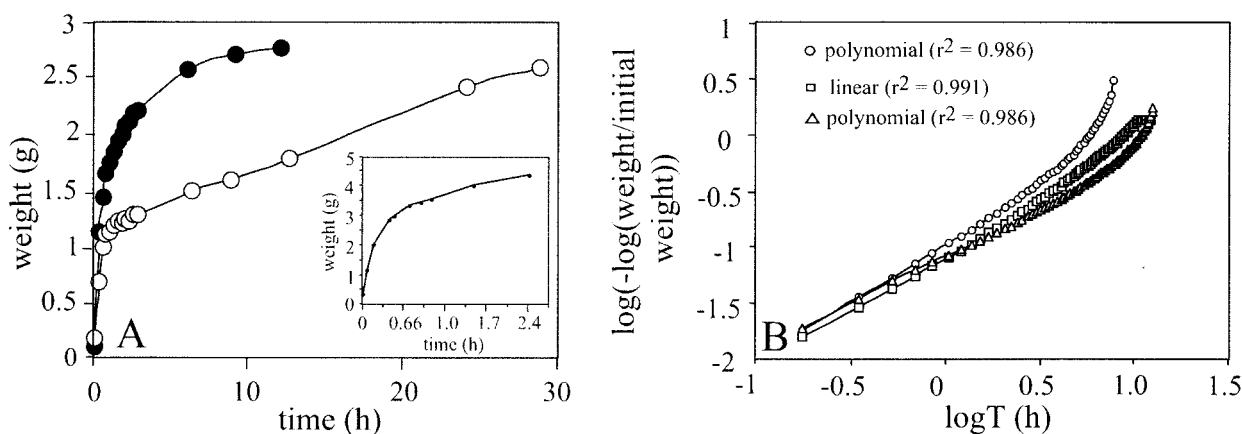 3
2.5
2
1.5
1
0.5
0
0 10 20 30
weight (g)
time (h)
A
5
4
3
2
1
0
0 0.66 1.0 1.7 2.4
weight (g)
time (h)
1
0.5
0
-0.5
-1
-1.5
-2
-1 -0.5 0 0.5 1.0 1.5
log(-log(weight/initial
weight))
logT (h)
B
polynomial (r² = 0.986)
linear (r² = 0.991)
polynomial (r² = 0.986)